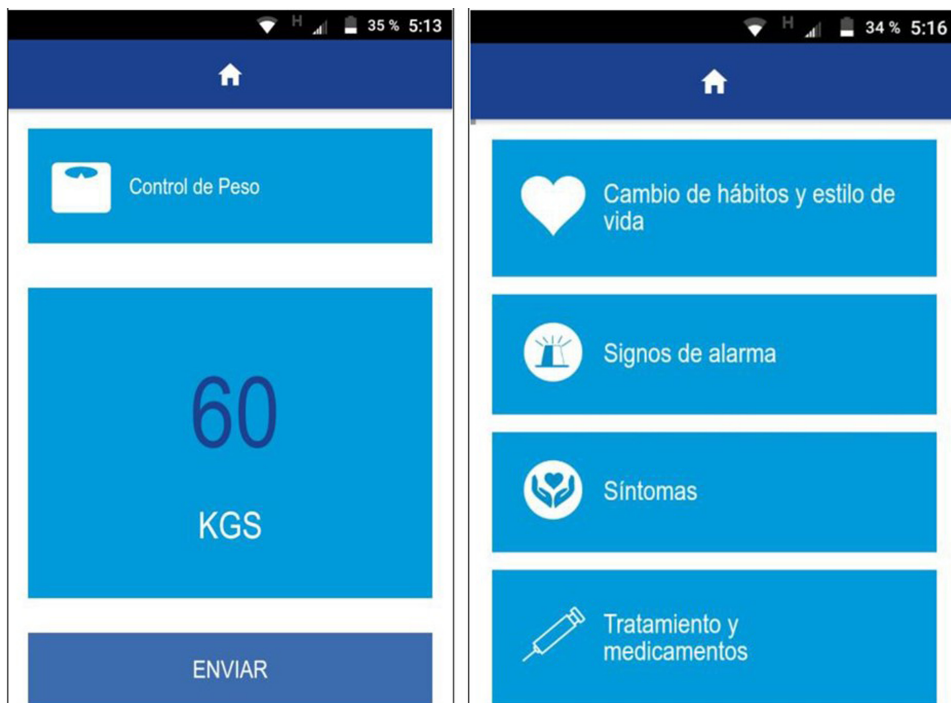 H 35 % 5:13
Control de Peso
60
KGS
ENVIAR
H 34 % 5:16
Cambio de hábitos y estilo de
vida
Signos de alarma
Síntomas
Tratamiento y
medicamentos